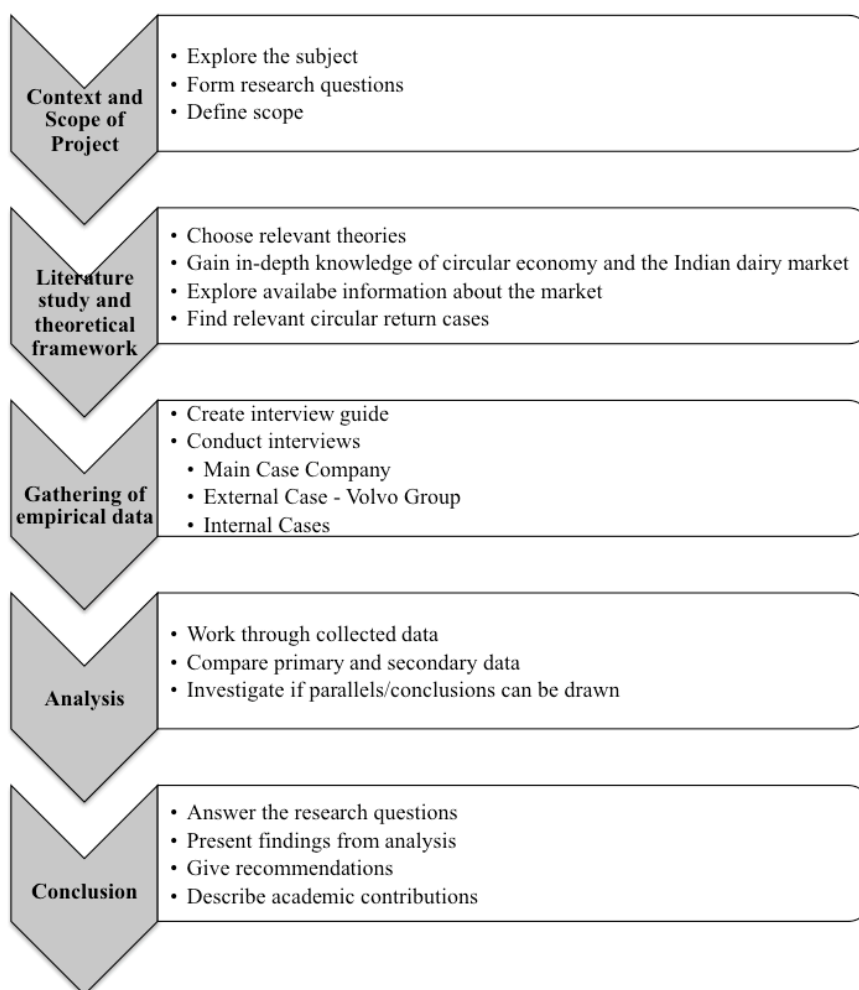 Context and
Scope of
Project
• Explore the subject
• Form research questions
• Define scope
Literature
study and
theoretical
framework
• Choose relevant theories
• Gain in-depth knowledge of circular economy and the Indian dairy market
• Explore availabe information about the market
• Find relevant circular return cases
Gathering of
empirical data
• Create interview guide
• Conduct interviews
• Main Case Company
• External Case - Volvo Group
• Internal Cases
Analysis
• Work through collected data
• Compare primary and secondary data
• Investigate if parallels/conclusions can be drawn
Conclusion
• Answer the research questions
• Present findings from analysis
• Give recommendations
• Describe academic contributions